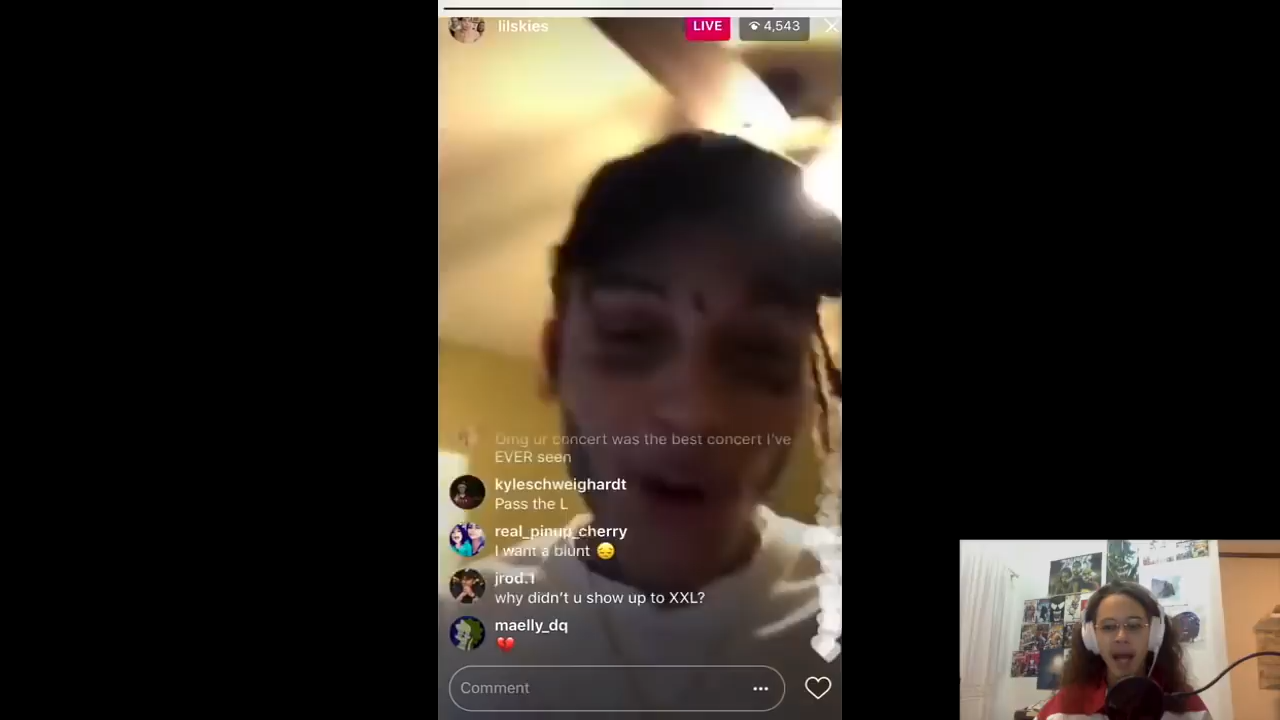 lilskies
LIVE
4,543
Omg ur concert was the best concert I've
EVER seen
kyleschweighardt
Pass the L
real_pinup_cherry
I want a blunt 😔
jrod.1
why didn't u show up to XXL?
maelly_dq
💔
Comment